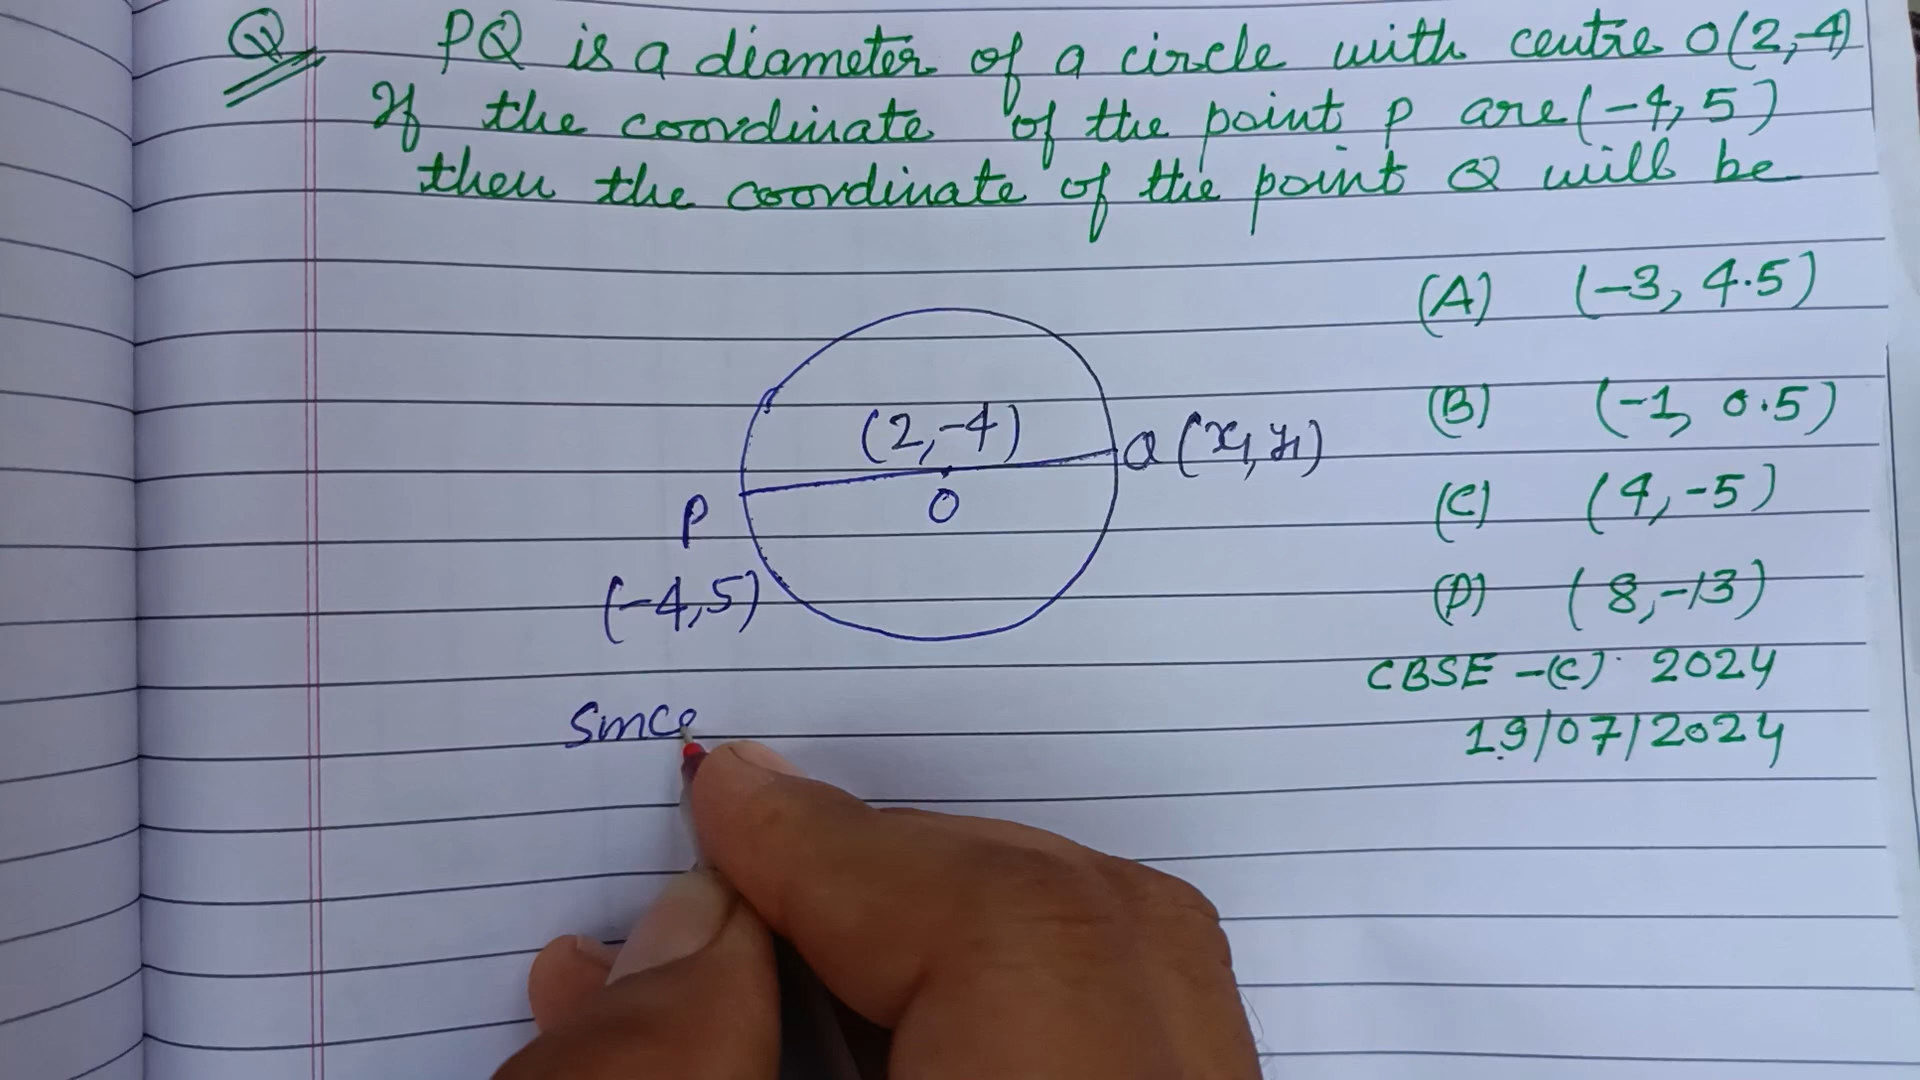 Q PQ is a diameter of a circle with centre O(2,-4)
If the coordinate of the point P are (-4, 5)
then the coordinate of the point Q will be
(A) (-3, 4.5)
(B) (-1, 0.5)
(C) (4, -5)
(D) (8, -13)
CBSE -(C). 2024
19/07/2024
(2,-4)
Q (x1, y1)
P
O
(-4,5)
Since